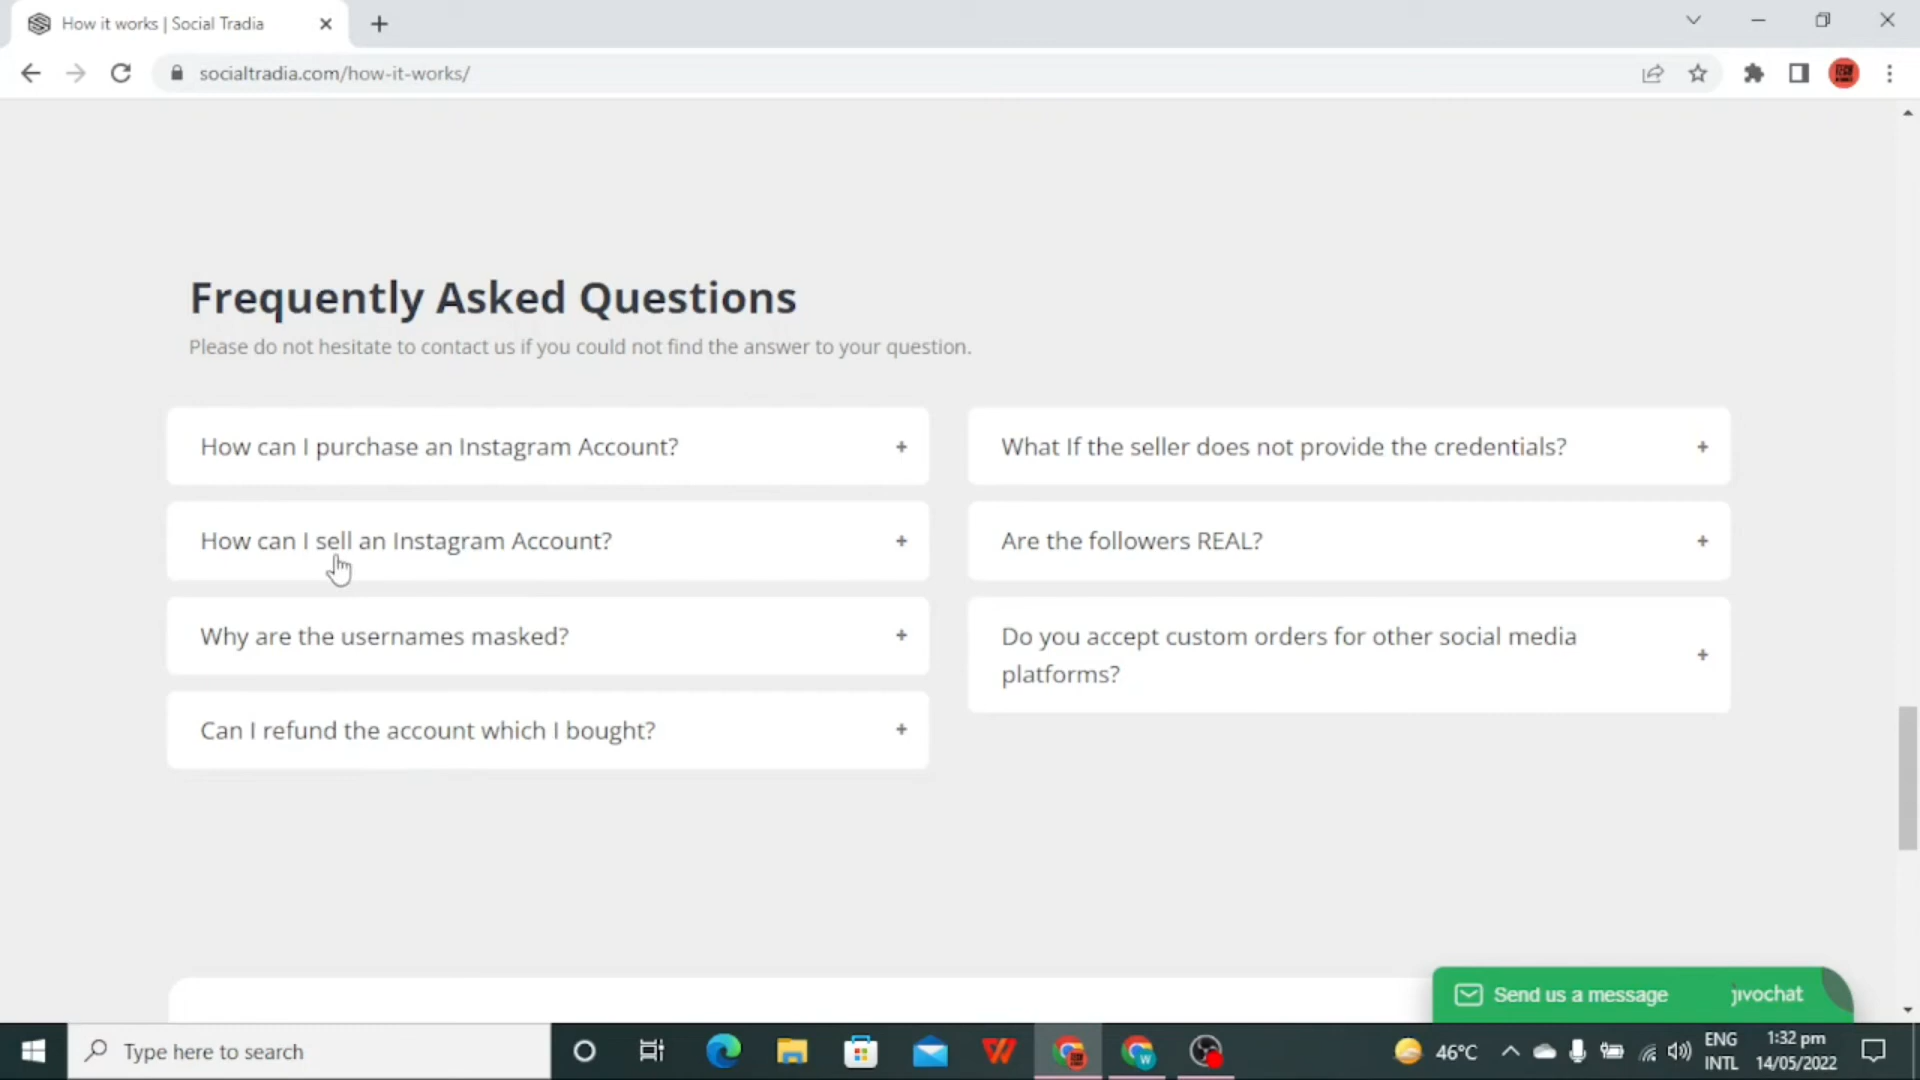 How it works | Social Tradia
socialtradia.com/how-it-works/
Frequently Asked Questions
Please do not hesitate to contact us if you could not find the answer to your question.
How can I purchase an Instagram Account? +
How can I sell an Instagram Account? +
Why are the usernames masked? +
Can I refund the account which I bought? +
What If the seller does not provide the credentials? +
Are the followers REAL? +
Do you accept custom orders for other social media
platforms? +
Send us a message jivochat
Type here to search
46°C
ENG
INTL
1:32 pm
14/05/2022